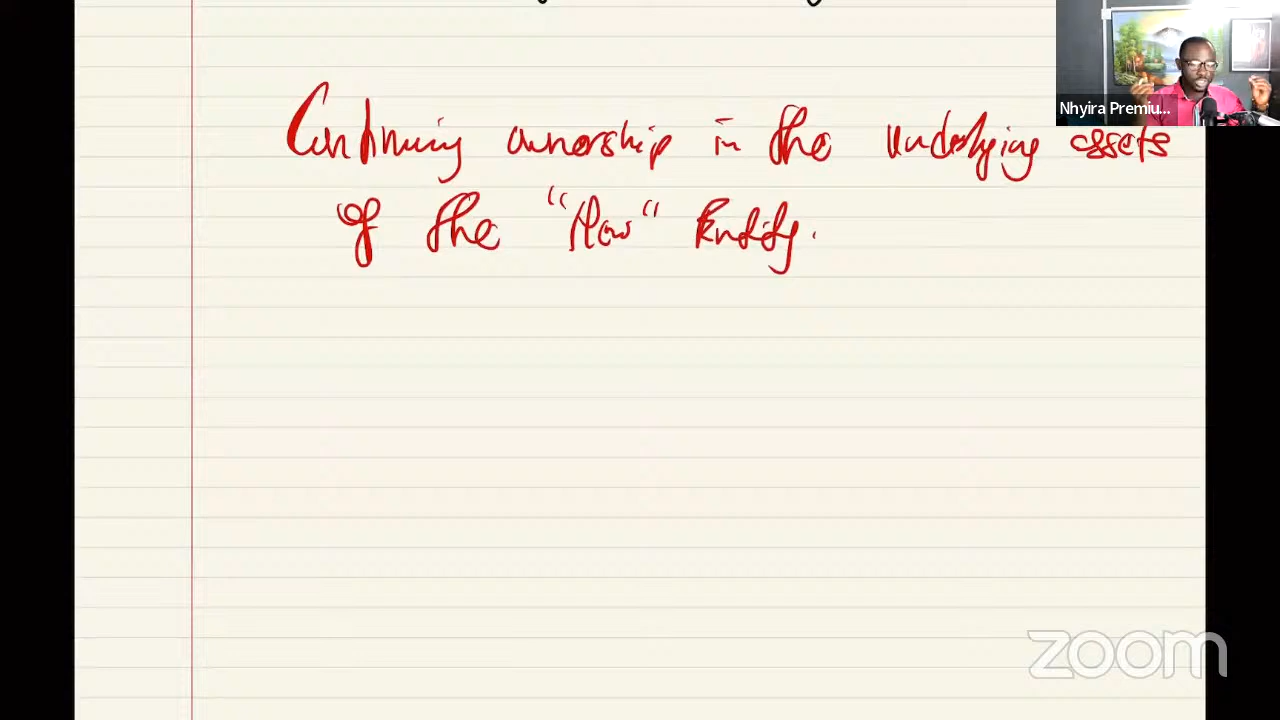 Nhyira Premiu...
Continuing ownership in the underlying assets
of the "New" Entity.
zoom